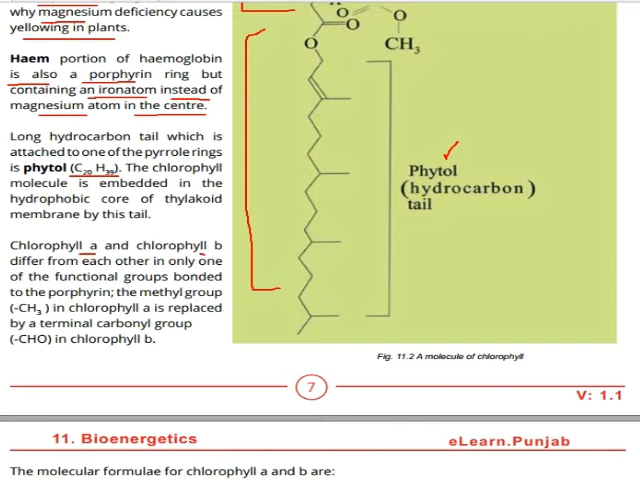 why magnesium deficiency causes
yellowing in plants.
Haem portion of haemoglobin
is also a porphyrin ring but
containing an ironatom instead of
magnesium atom in the centre.
Long hydrocarbon tail which is
attached to one of the pyrrole rings
is phytol (C₂₀ H₃₉). The chlorophyll
molecule is embedded in the
hydrophobic core of thylakoid
membrane by this tail.
Chlorophyll a and chlorophyll b
differ from each other in only one
of the functional groups bonded
to the porphyrin; the methyl group
(-CH₃ ) in chlorophyll a is replaced
by a terminal carbonyl group
(-CHO) in chlorophyll b.
O O
O
O CH₃
Phytol
(hydrocarbon)
tail
Fig. 11.2 A molecule of chlorophyll
7
V: 1.1
11. Bioenergetics
eLearn.Punjab
The molecular formulae for chlorophyll a and b are: